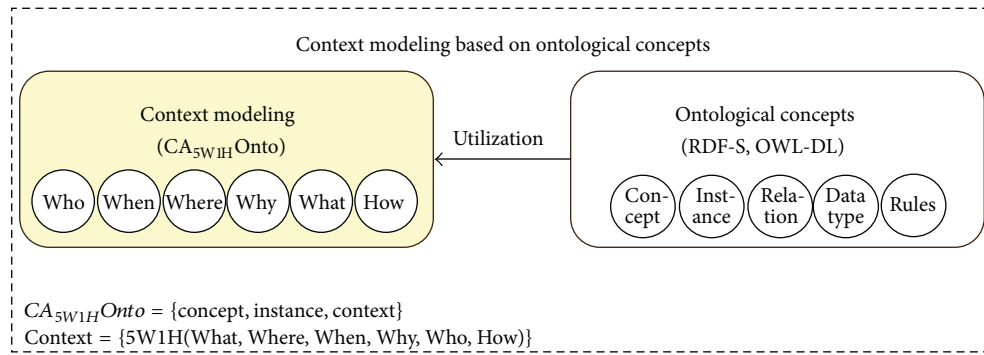 Context modeling based on ontological concepts
Context modeling
(CA5W1HOnto)
Who When Where Why What How
Utilization
Ontological concepts
(RDF-S, OWL-DL)
Con-
cept
Inst-
ance
Rela-
tion
Data
type
Rules
CA5W1HOnto = {concept, instance, context}
Context = {5W1H(What, Where, When, Why, Who, How)}